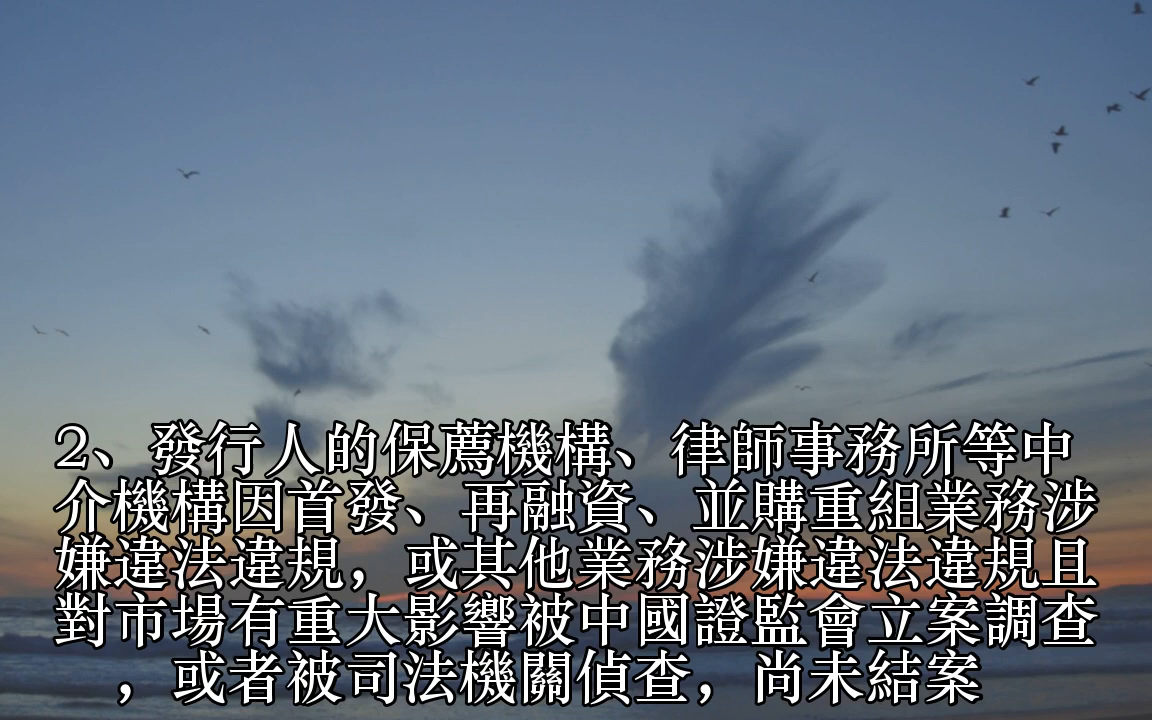 2、發行人的保薦機構、律師事務所等中
介機構因首發、再融資、並購重組業務涉
嫌違法違規，或其他業務涉嫌違法違規且
對市場有重大影響被中國證監會立案調查
，或者被司法機關偵查，尚未結案